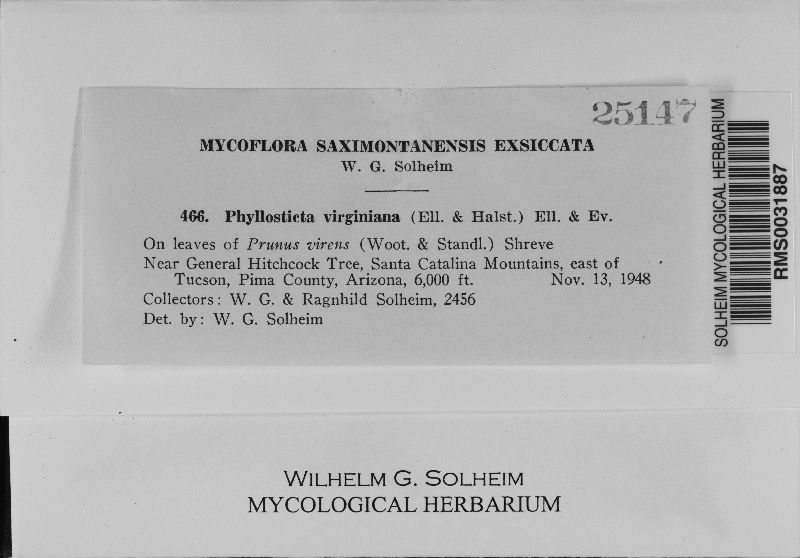 25147
MYCOFLORA SAXIMONTANENSIS EXSICCATA
W. G. Solheim
466. Phyllosticta virginiana (Ell. & Halst.) Ell. & Ev.
On leaves of Prunus virens (Woot. & Standl.) Shreve
Near General Hitchcock Tree, Santa Catalina Mountains, east of
Tucson, Pima County, Arizona, 6,000 ft. Nov. 13, 1948
Collectors: W. G. & Ragnhild Solheim, 2456
Det. by: W. G. Solheim
SOLHEIM MYCOLOGICAL HERBARIUM
RMS0031887
WILHELM G. SOLHEIM
MYCOLOGICAL HERBARIUM